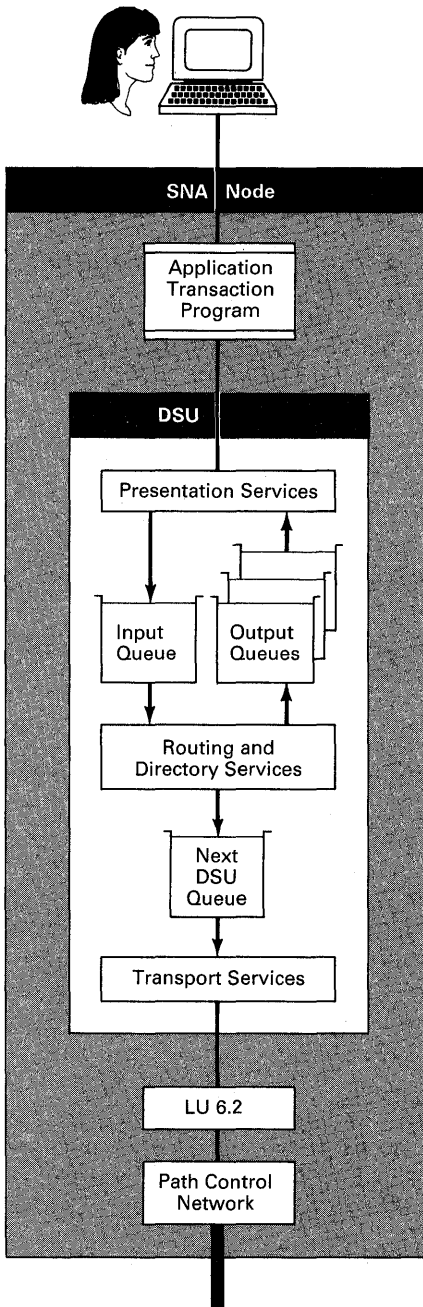 SNA Node
Application
Transaction
Program
DSU
Presentation Services
Input
Queue
Output
Queues
Routing and
Directory Services
Next
DSU
Queue
Transport Services
LU 6.2
Path Control
Network